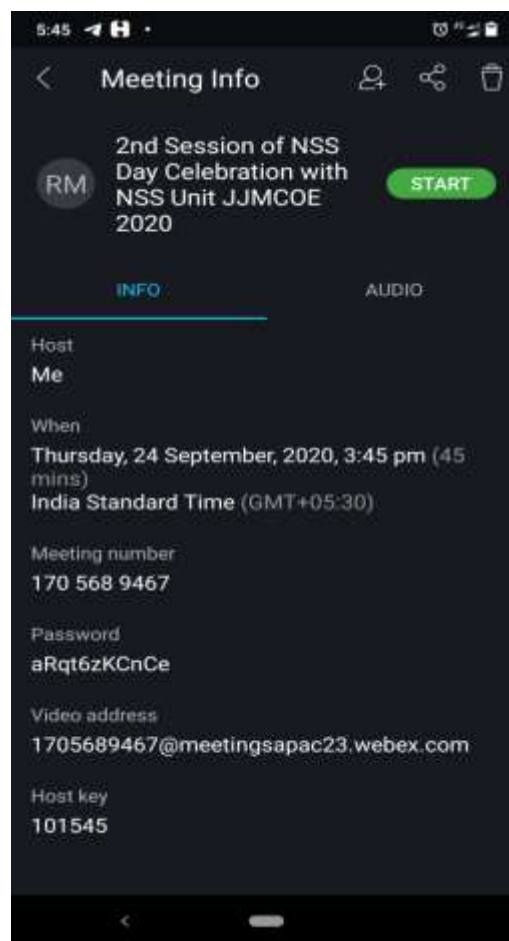 5:45
Meeting Info
RM
2nd Session of NSS
Day Celebration with
NSS Unit JJMCOE
2020
START
INFO
AUDIO
Host
Me
When
Thursday, 24 September, 2020, 3:45 pm (45
mins)
India Standard Time (GMT+05:30)
Meeting number
170 568 9467
Password
aRqt6zKCnCe
Video address
1705689467@meetingsapac23.webex.com
Host key
101545